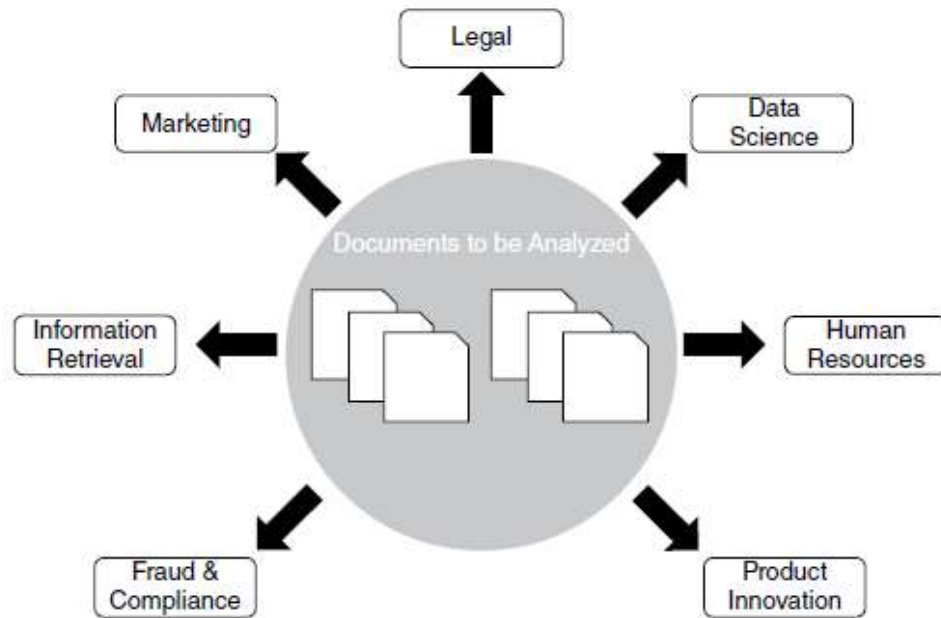 Legal
Marketing
Data
Science
Documents to be Analyzed
Information
Retrieval
Human
Resources
Fraud &
Compliance
Product
Innovation